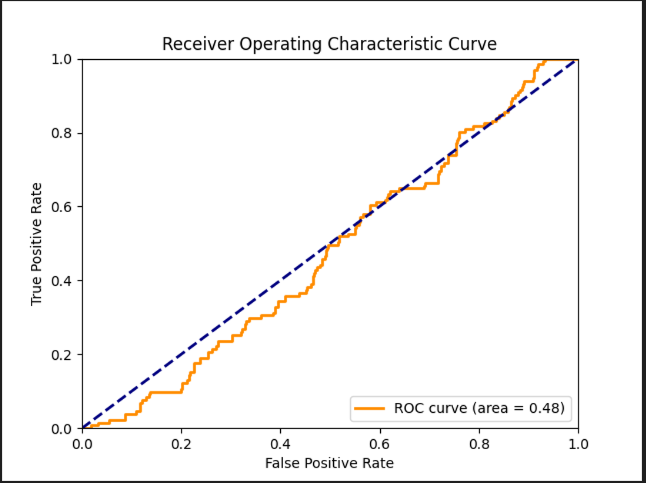 Receiver Operating Characteristic Curve
1.0
0.8
0.6
0.4
0.2
0.0
True Positive Rate
ROC curve (area = 0.48)
0.0 0.2 0.4 0.6 0.8 1.0
False Positive Rate